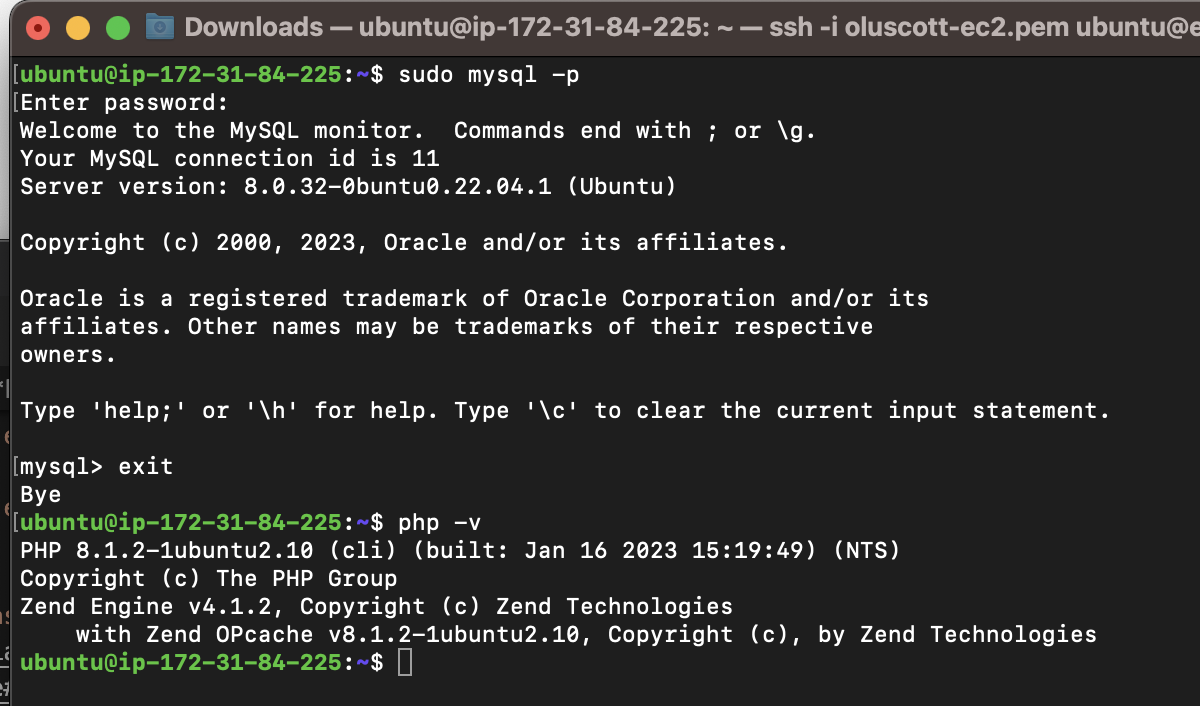 Downloads — ubuntu@ip-172-31-84-225: ~ — ssh -i oluscott-ec2.pem ubuntu@e
[ubuntu@ip-172-31-84-225:~$ sudo mysql -p
[Enter password:
Welcome to the MySQL monitor.  Commands end with ; or \g.
Your MySQL connection id is 11
Server version: 8.0.32-0buntu0.22.04.1 (Ubuntu)

Copyright (c) 2000, 2023, Oracle and/or its affiliates.

Oracle is a registered trademark of Oracle Corporation and/or its
affiliates. Other names may be trademarks of their respective
owners.

Type 'help;' or '\h' for help. Type '\c' to clear the current input statement.

[mysql> exit
Bye
[ubuntu@ip-172-31-84-225:~$ php -v
PHP 8.1.2-1ubuntu2.10 (cli) (built: Jan 16 2023 15:19:49) (NTS)
Copyright (c) The PHP Group
Zend Engine v4.1.2, Copyright (c) Zend Technologies
    with Zend OPcache v8.1.2-1ubuntu2.10, Copyright (c), by Zend Technologies
ubuntu@ip-172-31-84-225:~$